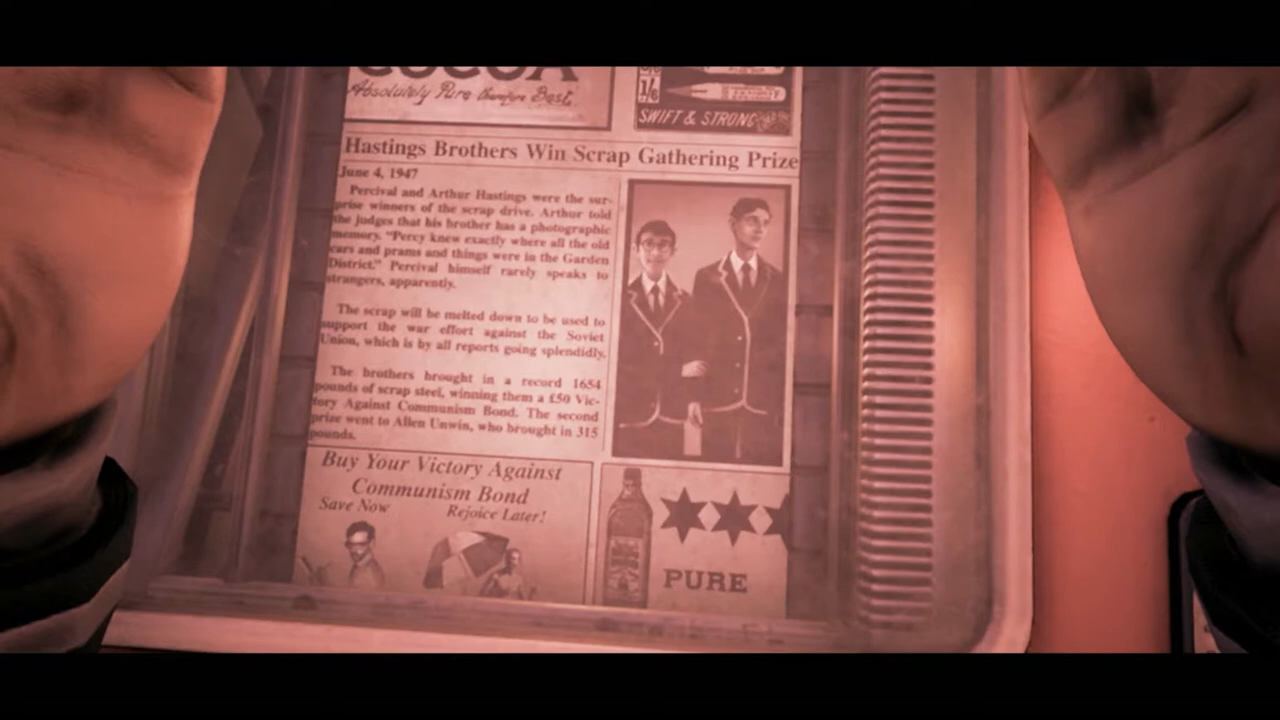 COCOA
Absolutely Pure therefore Best
1/6
SWIFT & STRONG
Hastings Brothers Win Scrap Gathering Prize
June 4, 1947
Percival and Arthur Hastings were the sur-
prise winners of the scrap drive. Arthur told
the judges that his brother has a photographic
memory. “Percy knew exactly where all the old
cars and prams and things were in the Garden
District.” Percival himself rarely speaks to
strangers, apparently.
The scrap will be melted down to be used to
support the war effort against the Soviet
Union, which is by all reports going splendidly.
The brothers brought in a record 1654
pounds of scrap steel, winning them a £50 Vic-
tory Against Communism Bond. The second
prize went to Allen Unwin, who brought in 315
pounds.
Buy Your Victory Against
Communism Bond
Save Now
Rejoice Later!
PURE